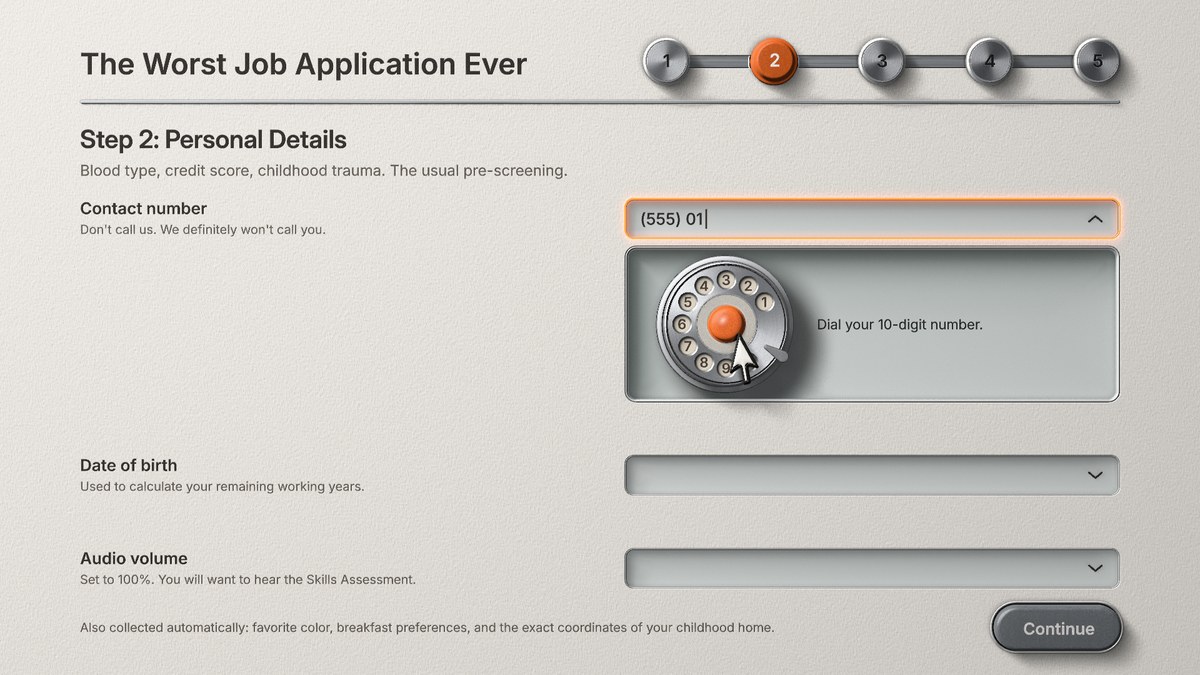 The Worst Job Application Ever
1 2 3 4 5
Step 2: Personal Details
Blood type, credit score, childhood trauma. The usual pre-screening.
Contact number
Don't call us. We definitely won't call you.
(555) 01
1
2
3
4
5
6
7
8
9
Dial your 10-digit number.
Date of birth
Used to calculate your remaining working years.
Audio volume
Set to 100%. You will want to hear the Skills Assessment.
Also collected automatically: favorite color, breakfast preferences, and the exact coordinates of your childhood home.
Continue